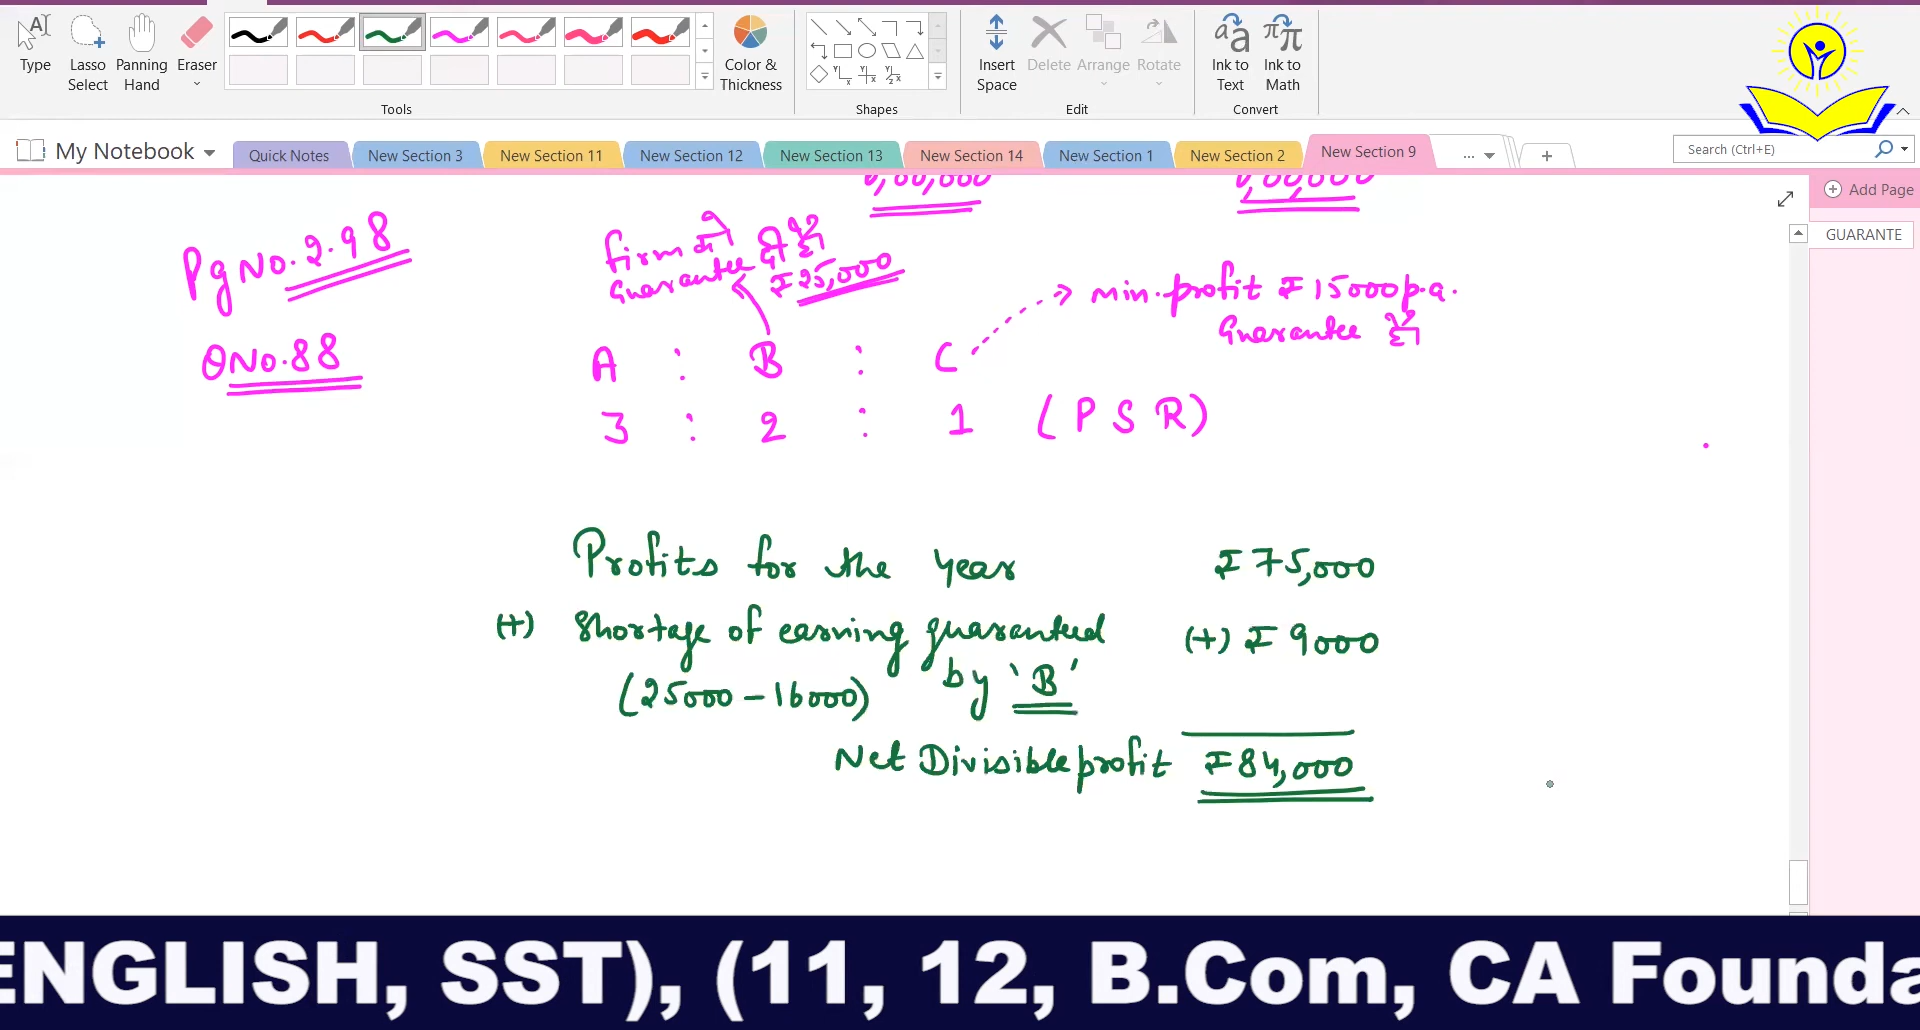 Type
Lasso Select
Panning Hand
Eraser
Color & Thickness
Insert Space
Delete
Arrange
Rotate
Ink to Text
Ink to Math
Tools
Shapes
Edit
Convert
My Notebook
Quick Notes
New Section 3
New Section 11
New Section 12
New Section 13
New Section 14
New Section 1
New Section 2
New Section 9
...
Search (Ctrl+E)
Add Page
GUARANTE
Pg No. 2.98
firm को
Guarantee दी है
₹25,000
min. profit ₹15000 p.a.
Guarantee है
Q No. 88
A : B : C
3 : 2 : 1 (PSR)
Profits for the year ₹75,000
(+) Shortage of earning guaranteed (+) ₹9000
(25000 – 16000) by 'B'
Net Divisible profit ₹84,000
ENGLISH, SST), (11, 12, B.Com, CA Founda